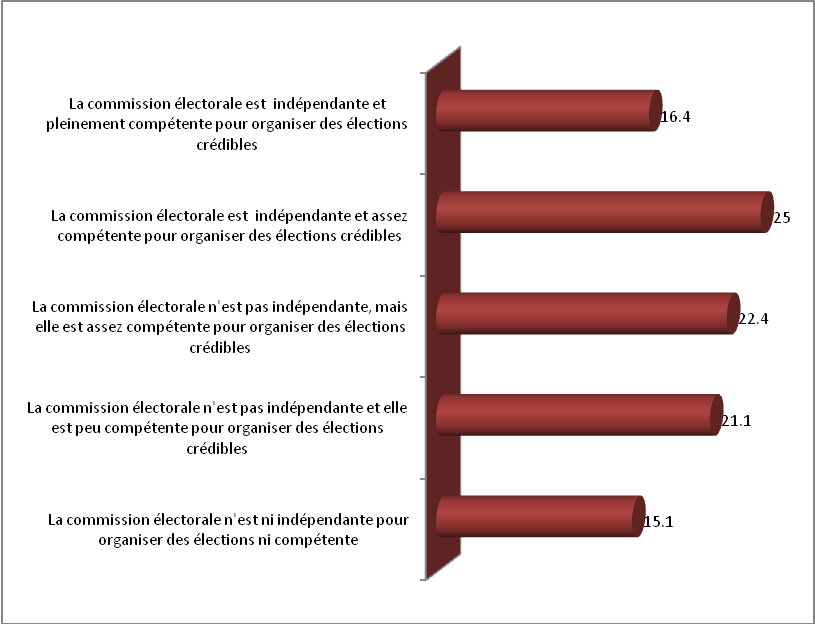 La commission électorale est  indépendante et
pleinement compétente pour organiser des élections
crédibles
16.4
La commission électorale est  indépendante et assez
compétente pour organiser des élections crédibles
25
La commission électorale n'est pas indépendante, mais
elle est assez compétente pour organiser des élections
crédibles
22.4
La commission électorale n'est pas indépendante et elle
est peu compétente pour organiser des élections
crédibles
21.1
La commission électorale n'est ni indépendante pour
organiser des élections ni compétente
15.1